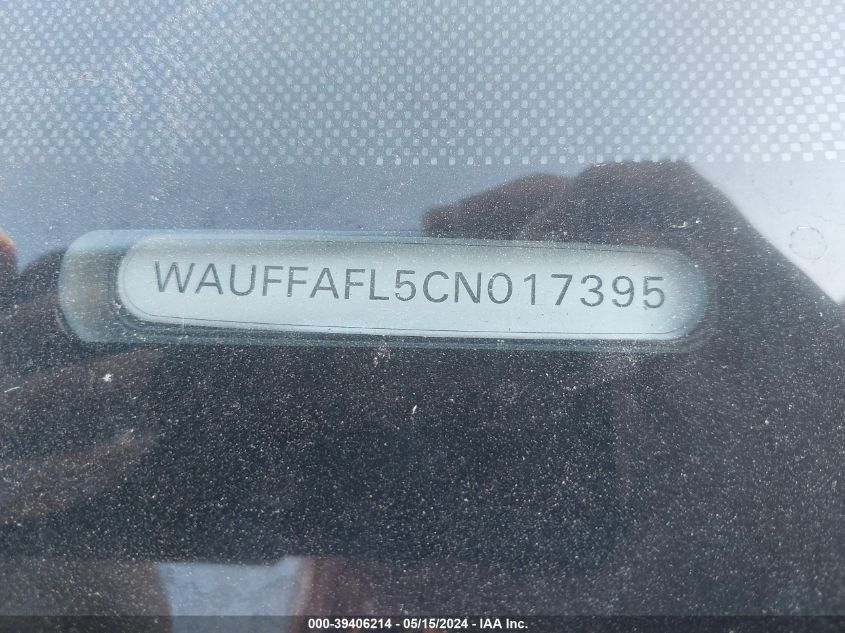 WAUFFAFL5CN017395
000-39406214 - 05/15/2024 - IAA Inc.